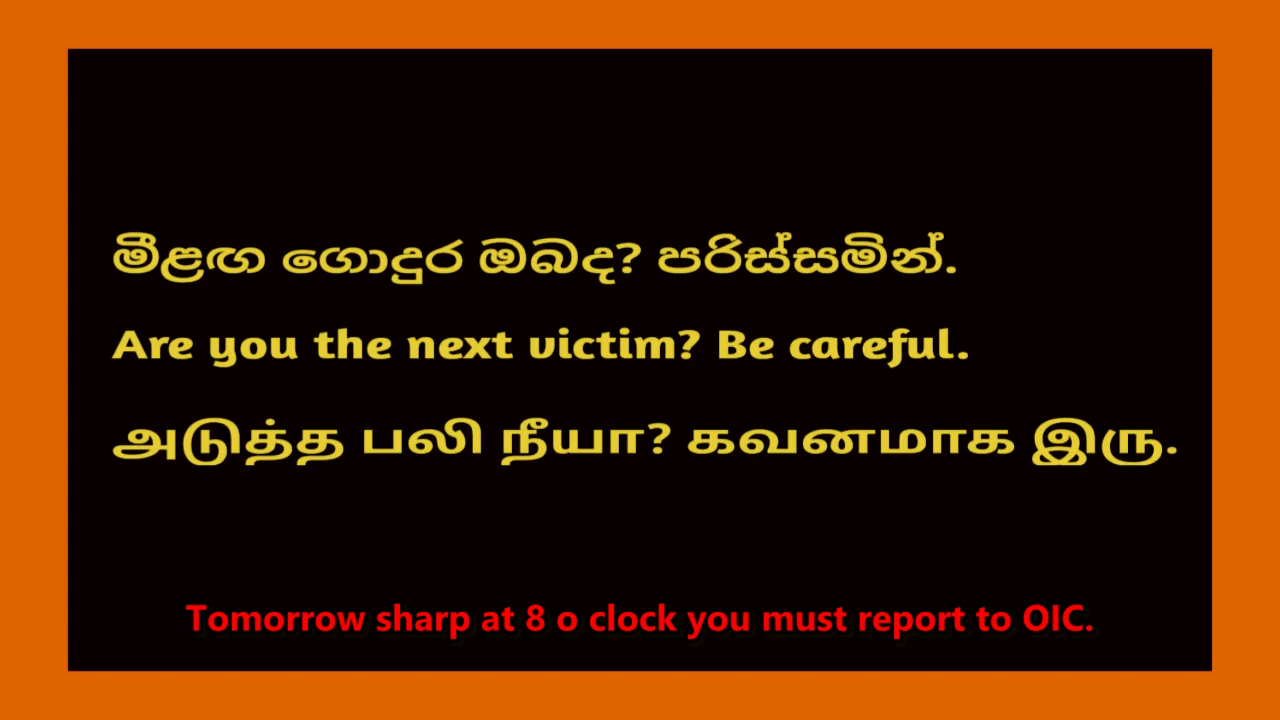 මීළඟ ගොදුර ඔබද? පරිස්සමින්.
Are you the next victim? Be careful.
அடுத்த பலி நீயா? கவனமாக இரு.
Tomorrow sharp at 8 o clock you must report to OIC.